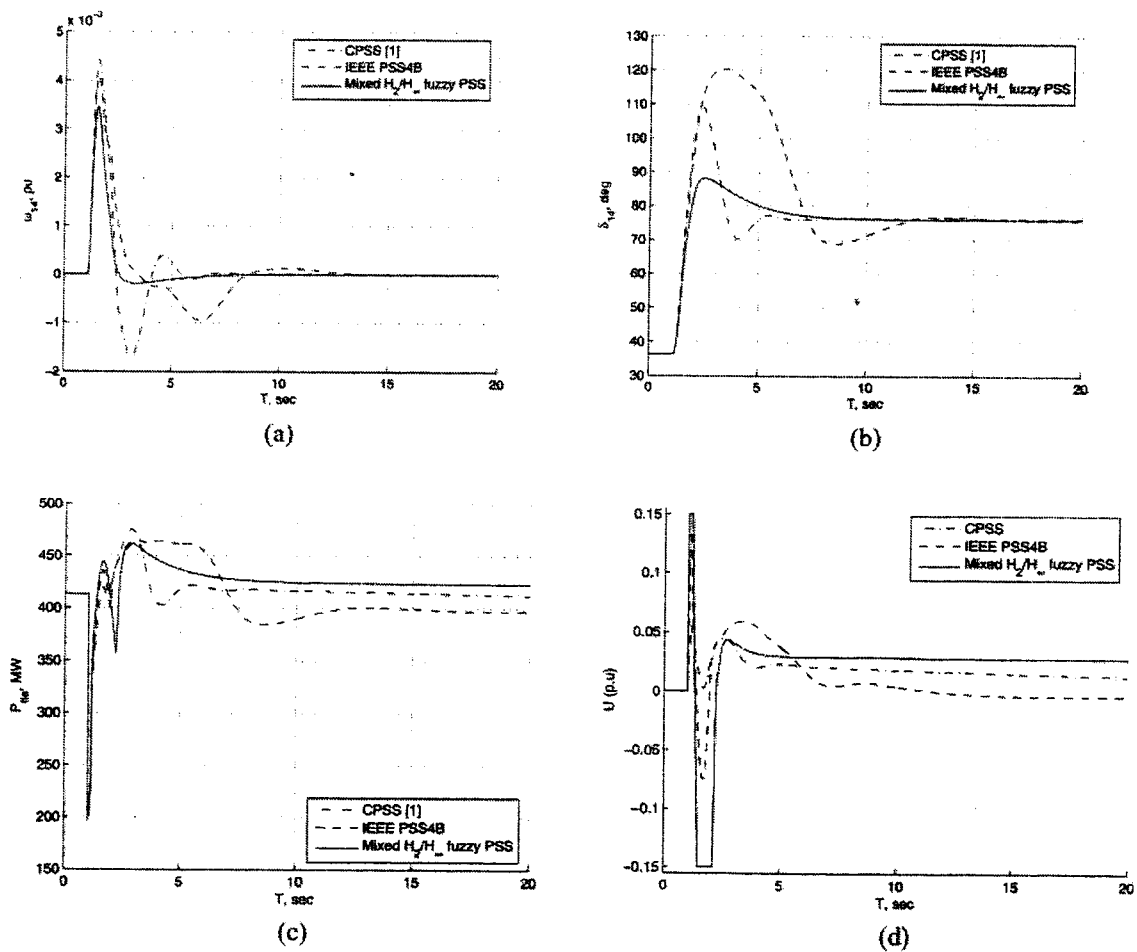 × 10⁻³
5
4
3
2
1
0
−1
−2
ω₁₄, pu
CPSS [1]
IEEE PSS4B
Mixed H₂/H∞ fuzzy PSS
0 5 10 15 20
T, sec
(a)
130
120
110
100
90
80
70
60
50
40
30
δ₁₄, deg
CPSS [1]
IEEE PSS4B
Mixed H₂/H∞ fuzzy PSS
0 5 10 15 20
T, sec
(b)
500
450
400
350
300
250
200
150
P_tie, MW
CPSS [1]
IEEE PSS4B
Mixed H₂/H∞ fuzzy PSS
0 5 10 15 20
T, sec
(c)
0.15
0.1
0.05
0
−0.05
−0.1
−0.15
U (p.u)
CPSS
IEEE PSS4B
Mixed H₂/H∞ fuzzy PSS
0 5 10 15 20
T, sec
(d)